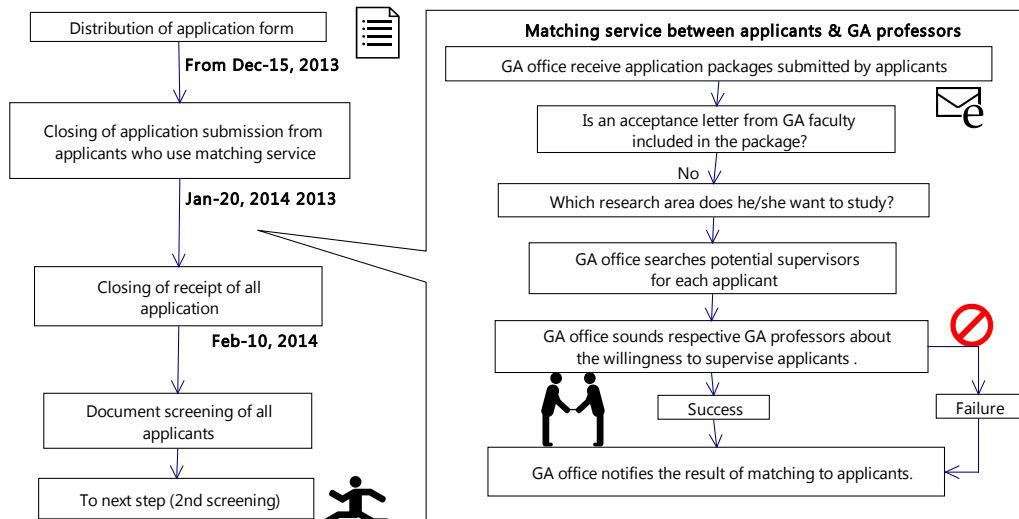 Distribution of application form
From Dec-15, 2013
Closing of application submission from
applicants who use matching service
Jan-20, 2014 2013
Closing of receipt of all
application
Feb-10, 2014
Document screening of all
applicants
To next step (2nd screening)
Matching service between applicants & GA professors
GA office receive application packages submitted by applicants
e
Is an acceptance letter from GA faculty
included in the package?
No
Which research area does he/she want to study?
GA office searches potential supervisors
for each applicant
GA office sounds respective GA professors about
the willingness to supervise applicants .
Success
Failure
GA office notifies the result of matching to applicants.